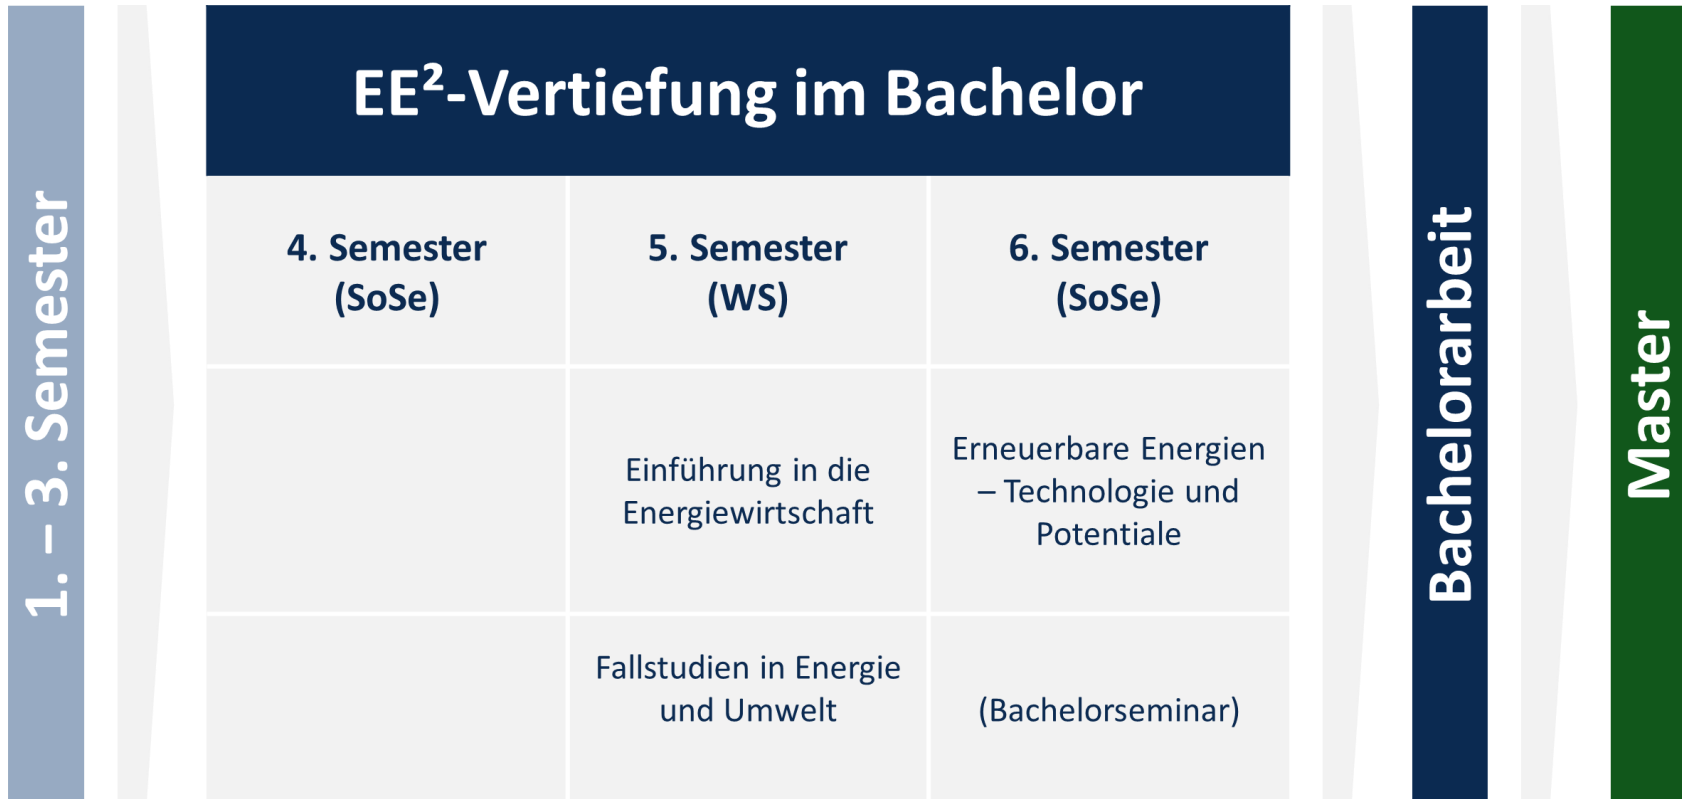 1. – 3. Semester
EE²-Vertiefung im Bachelor
4. Semester
(SoSe)
5. Semester
(WS)
6. Semester
(SoSe)
Einführung in die
Energiewirtschaft
Erneuerbare Energien
– Technologie und
Potentiale
Fallstudien in Energie
und Umwelt
(Bachelorseminar)
Bachelorarbeit
Master